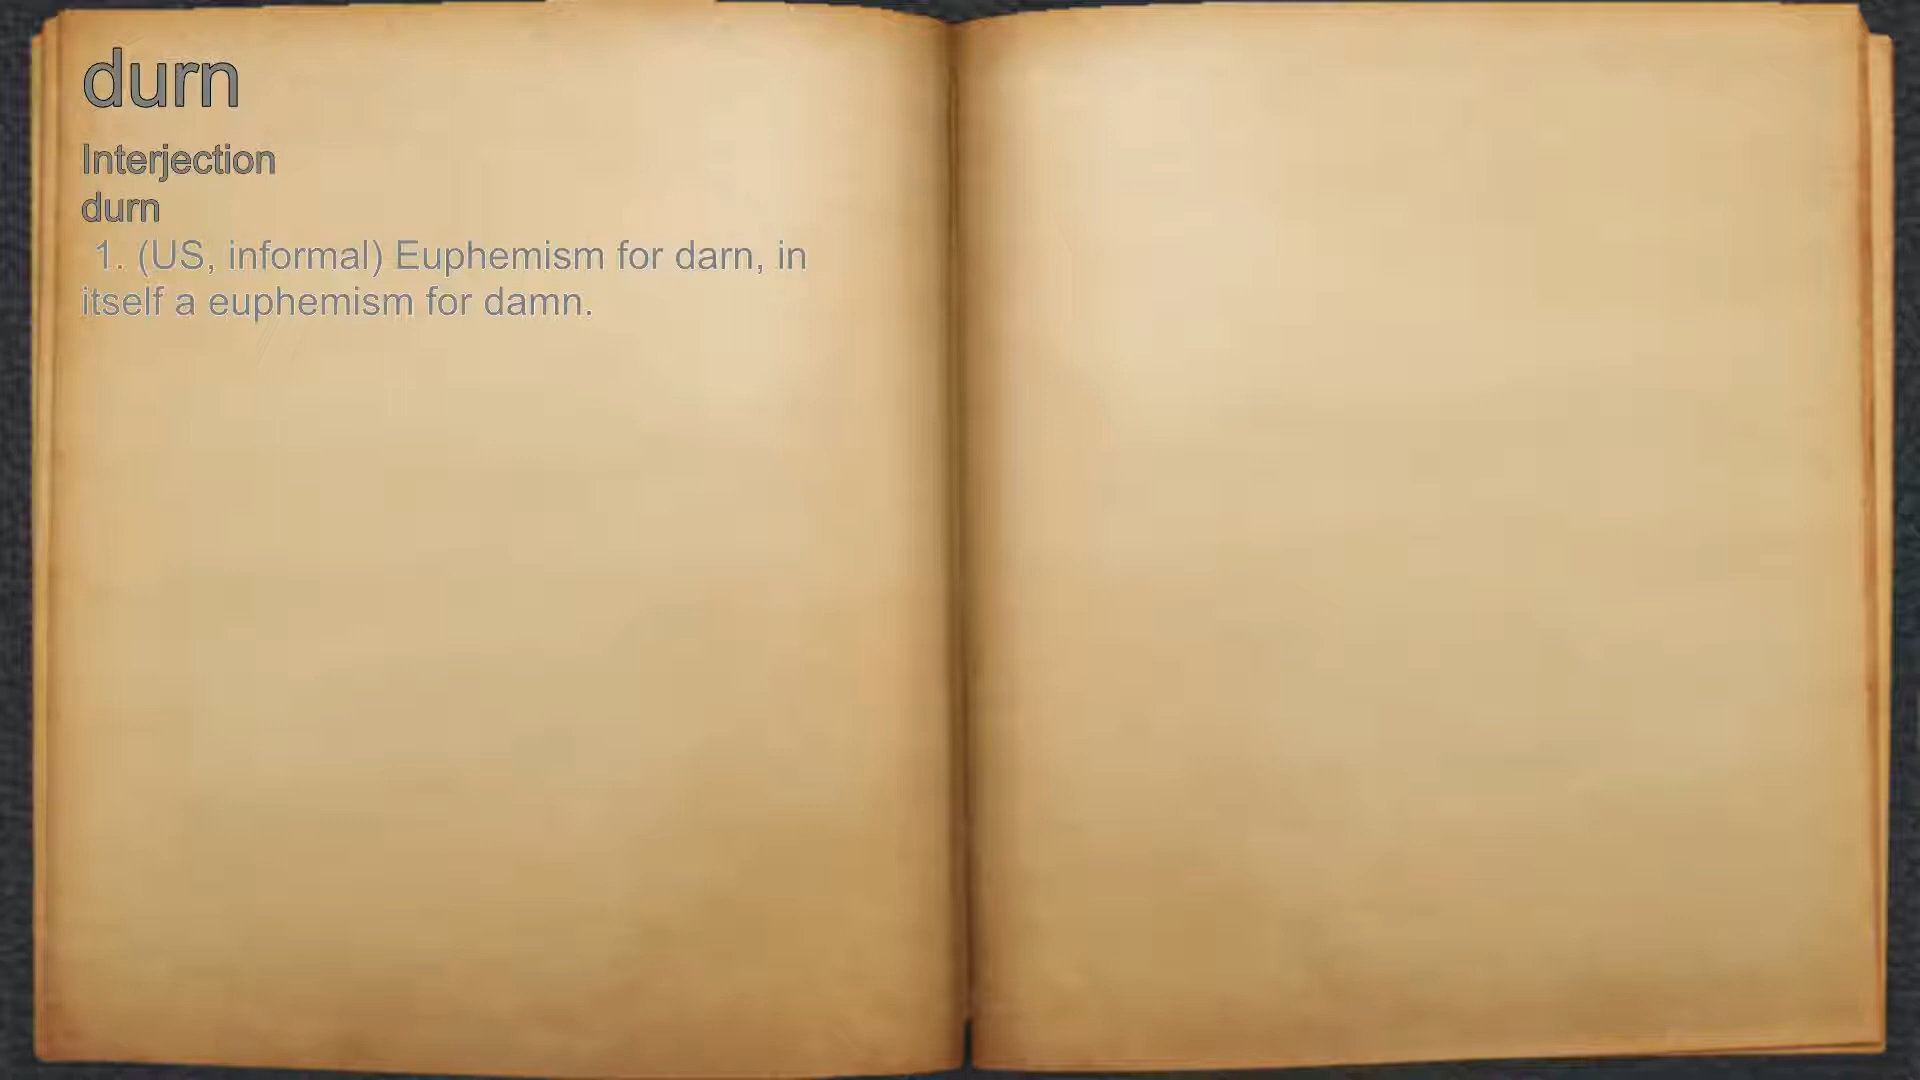 durn
Interjection
durn
1. (US, informal) Euphemism for darn, in
itself a euphemism for damn.